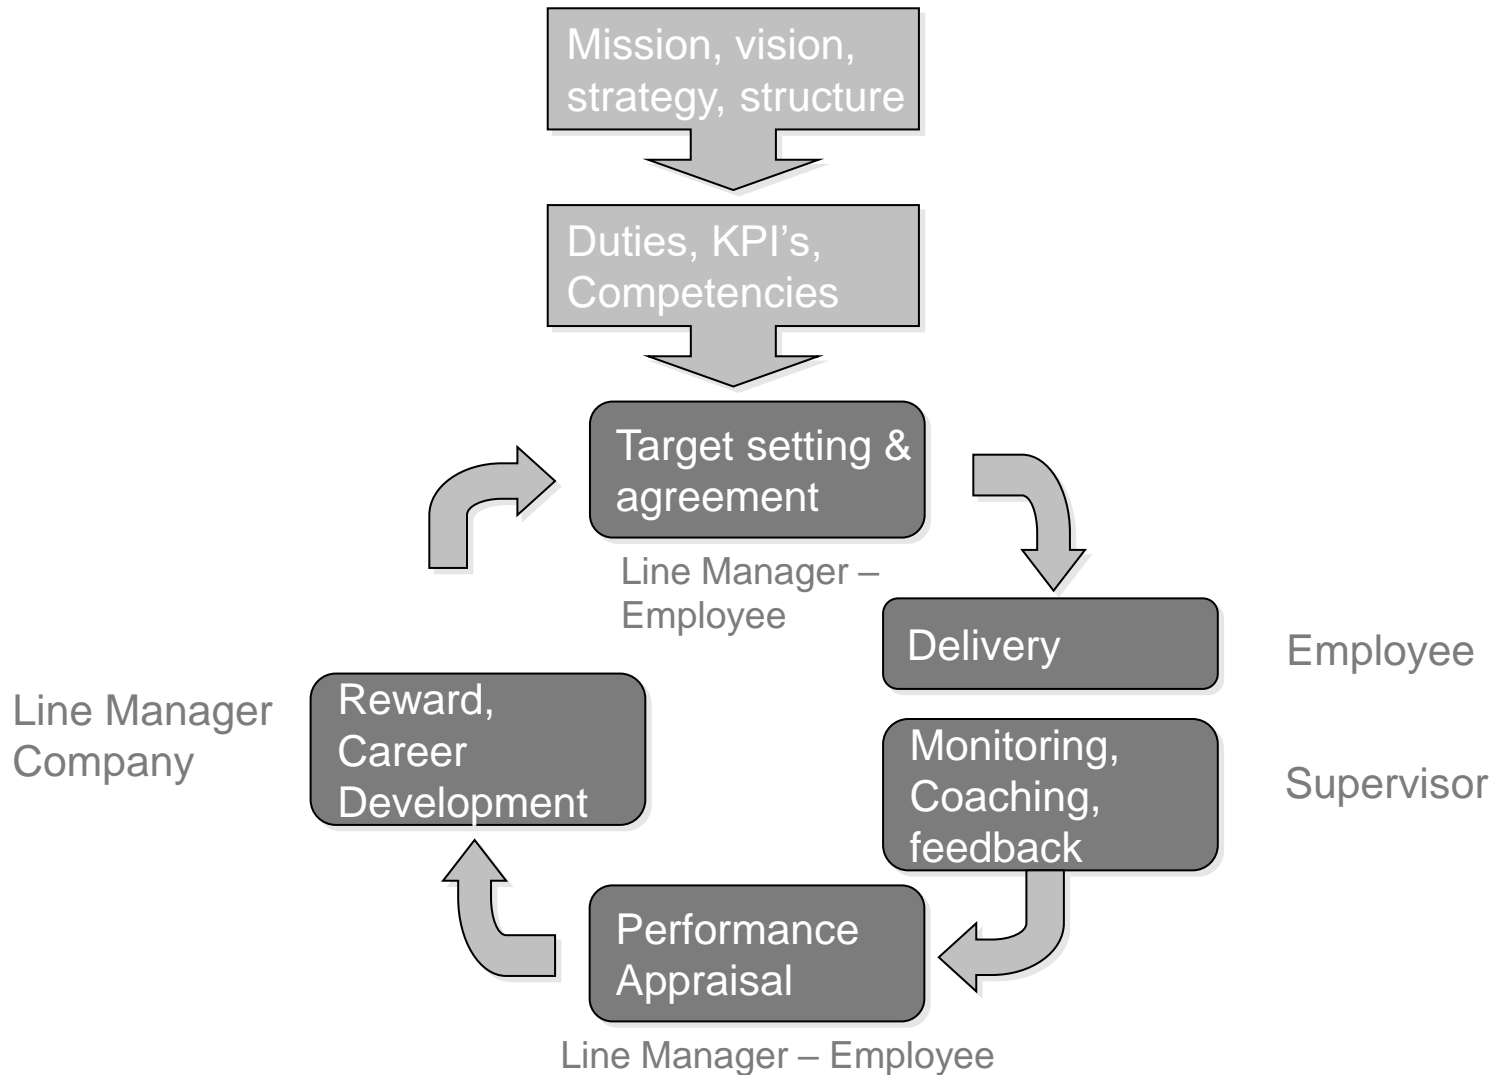 Mission, vision,
strategy, structure
Duties, KPI’s,
Competencies
Target setting &
agreement
Line Manager –
Employee
Delivery
Employee
Monitoring,
Coaching,
feedback
Supervisor
Performance
Appraisal
Line Manager – Employee
Reward,
Career
Development
Line Manager
Company